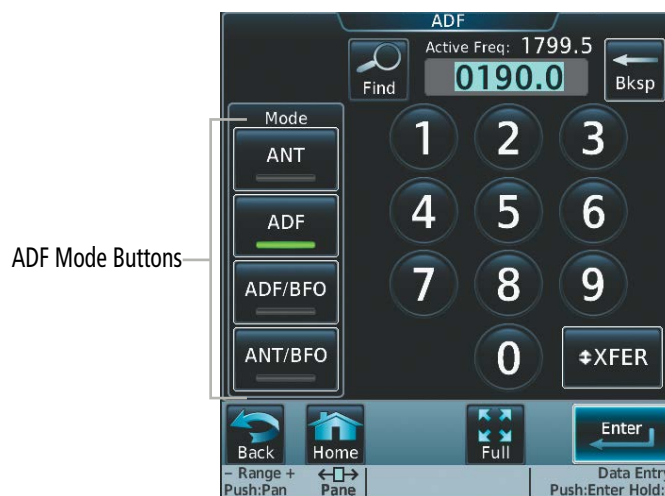 ADF
Active Freq: 1799.5
Find
0190.0
Bksp
Mode
ANT
ADF
ADF/BFO
ANT/BFO
1 2 3
4 5 6
7 8 9
0
XFER
ADF Mode Buttons
Back
Home
Full
Enter
- Range +
Push:Pan
Pane
Data Entry
Push:Enter Hold: